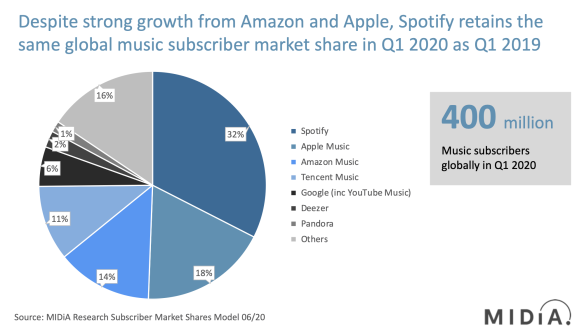 Despite strong growth from Amazon and Apple, Spotify retains the
same global music subscriber market share in Q1 2020 as Q1 2019
16%
1%
2%
6%
11%
14%
18%
32%
Spotify
Apple Music
Amazon Music
Tencent Music
Google (inc YouTube Music)
Deezer
Pandora
Others
400 million
Music subscribers
globally in Q1 2020
Source: MIDiA Research Subscriber Market Shares Model 06/20
MIDiA.